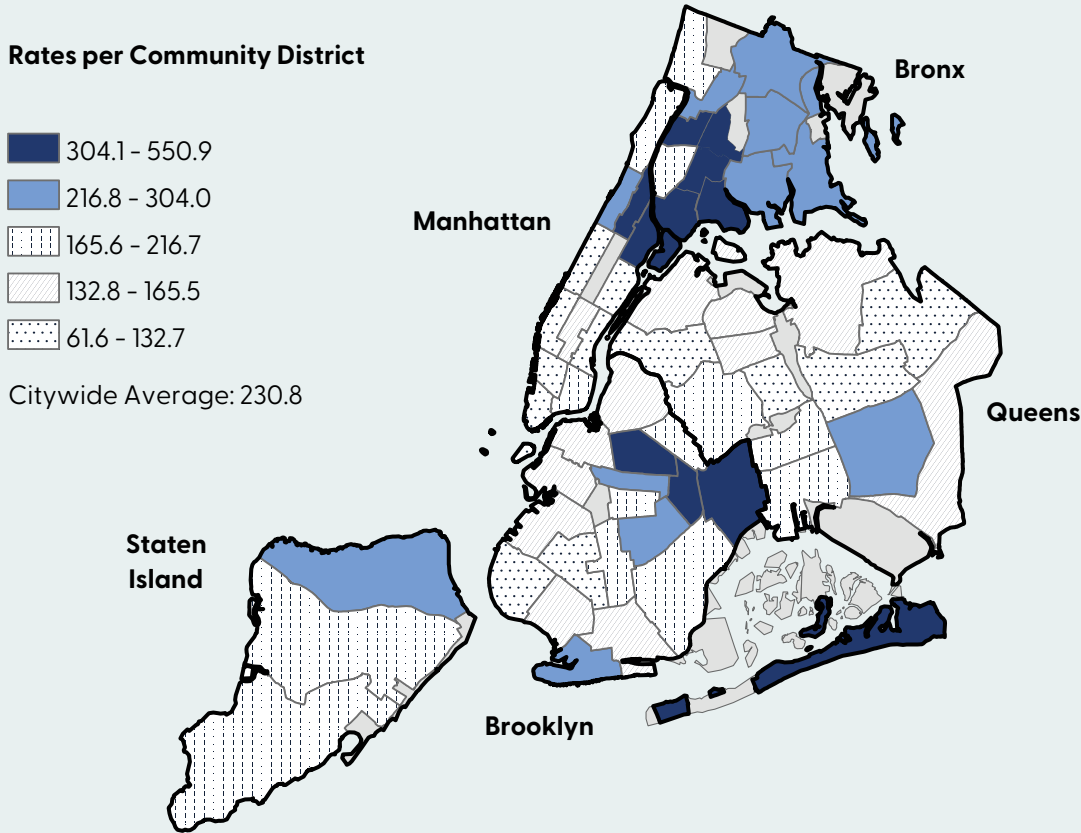 Rates per Community District
304.1 - 550.9
216.8 - 304.0
165.6 - 216.7
132.8 - 165.5
61.6 - 132.7
Citywide Average: 230.8
Bronx
Manhattan
Queens
Staten
Island
Brooklyn